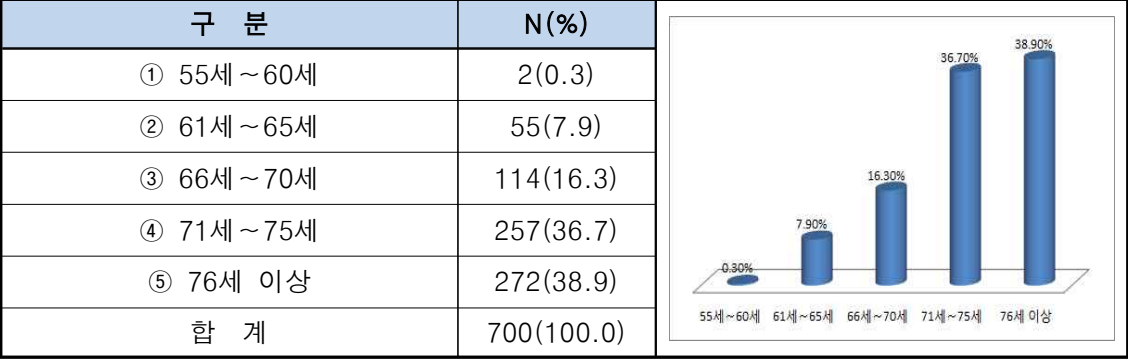 구 분 N(%)
① 55세~60세 2(0.3)
② 61세~65세 55(7.9)
③ 66세~70세 114(16.3)
④ 71세~75세 257(36.7)
⑤ 76세 이상 272(38.9)
합 계 700(100.0)
0.30% 7.90% 16.30% 36.70% 38.90%
55세~60세 61세~65세 66세~70세 71세~75세 76세 이상